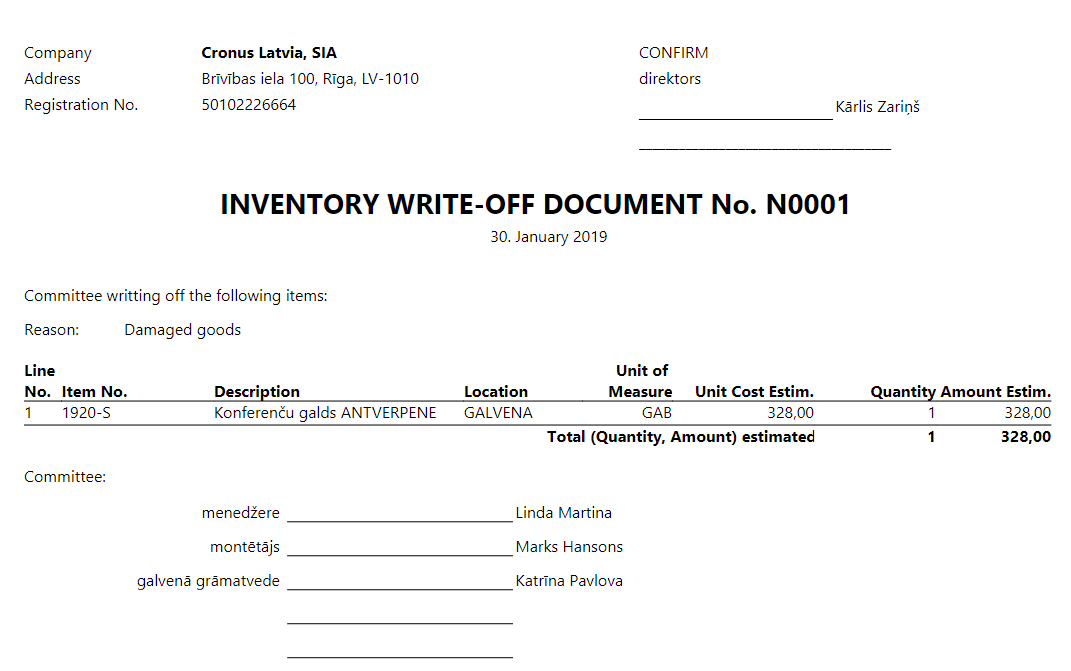 Company Cronus Latvia, SIA CONFIRM
Address Brīvības iela 100, Rīga, LV-1010 direktors
Registration No. 50102226664
Kārlis Zariņš
INVENTORY WRITE-OFF DOCUMENT No. N0001
30. January 2019
Committee writting off the following items:
Reason: Damaged goods
Line Unit of
No. Item No. Description Location Measure Unit Cost Estim. Quantity Amount Estim.
1 1920-S Konferenču galds ANTVERPENE GALVENA GAB 328,00 1 328,00
Total (Quantity, Amount) estimated 1 328,00
Committee:
menedžere Linda Martina
montētājs Marks Hansons
galvenā grāmatvede Katrīna Pavlova